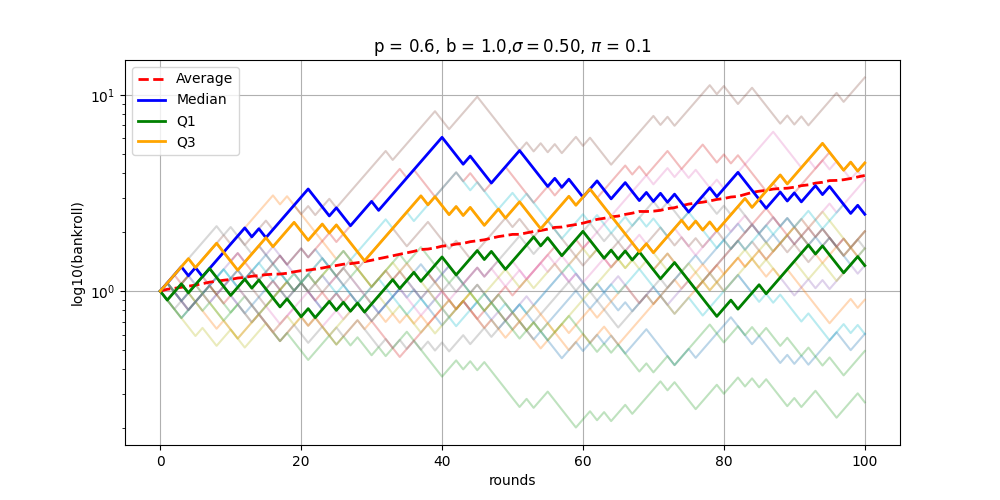 p = 0.6, b = 1.0,σ = 0.50, π = 0.1
Average
Median
Q1
Q3
10¹
10⁰
log10(bankroll)
0 20 40 60 80 100
rounds